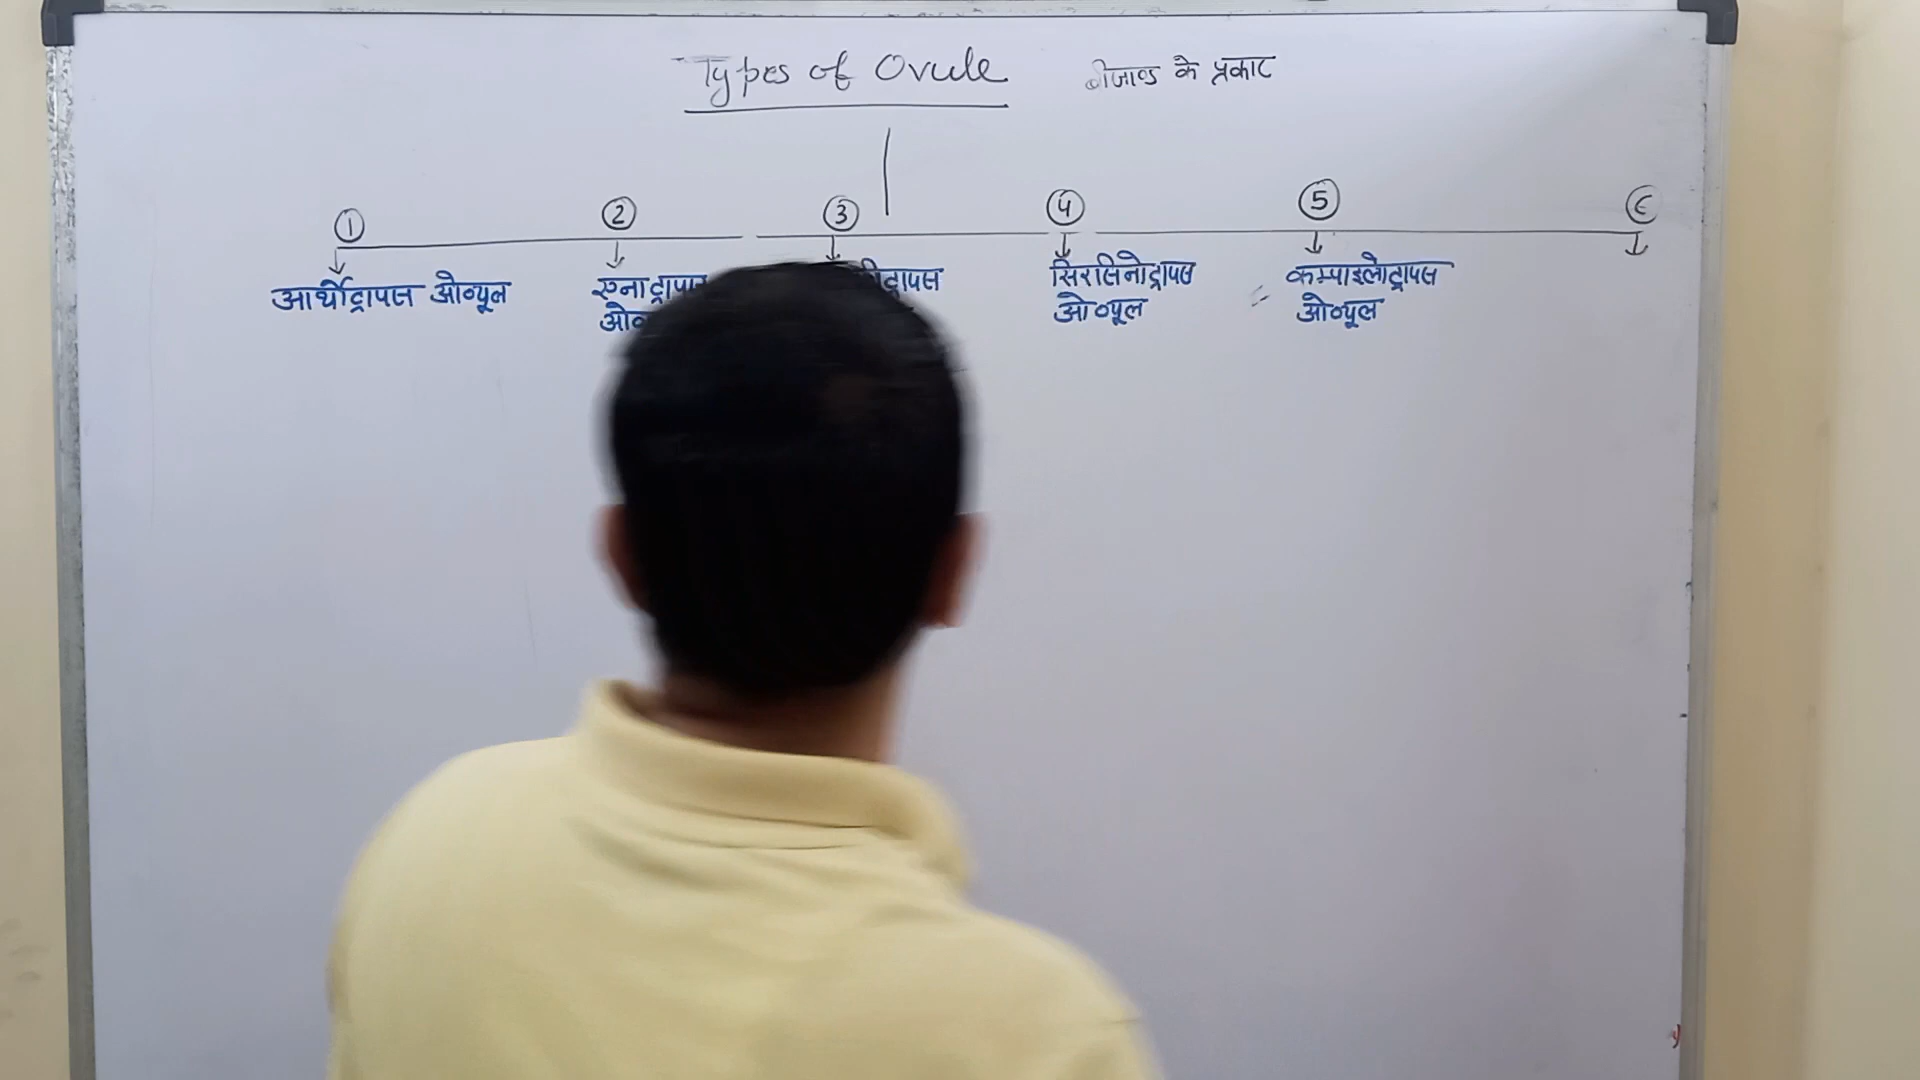 Types of Ovule बीजाण्ड के प्रकार
① ② ③ ④ ⑤
आर्थोट्रापस ओव्यूल
सिरसिनोट्रापस
ओव्यूल
कम्पाइलोट्रापस
ओव्यूल